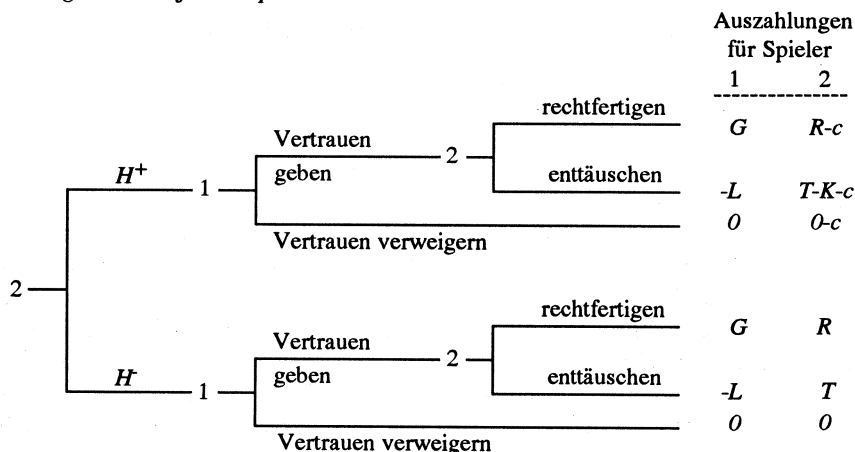 Auszahlungen
für Spieler
1 2
rechtfertigen
G R-c
Vertrauen
2
geben
enttäuschen
-L T-K-c
H+
1
0 0-c
Vertrauen verweigern
2
rechtfertigen
G R
Vertrauen
2
geben
enttäuschen
-L T
H-
1
0 0
Vertrauen verweigern